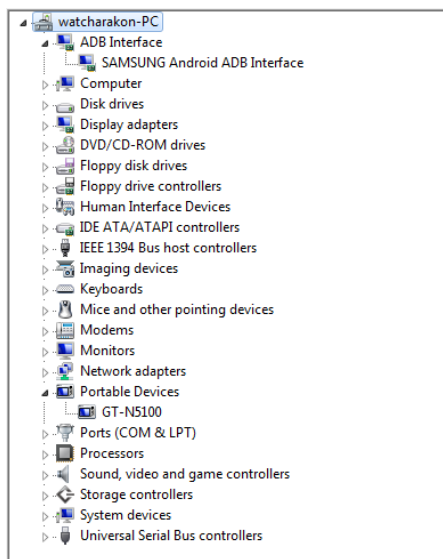 watcharakon-PC
ADB Interface
SAMSUNG Android ADB Interface
Computer
Disk drives
Display adapters
DVD/CD-ROM drives
Floppy disk drives
Floppy drive controllers
Human Interface Devices
IDE ATA/ATAPI controllers
IEEE 1394 Bus host controllers
Imaging devices
Keyboards
Mice and other pointing devices
Modems
Monitors
Network adapters
Portable Devices
GT-N5100
Ports (COM & LPT)
Processors
Sound, video and game controllers
Storage controllers
System devices
Universal Serial Bus controllers